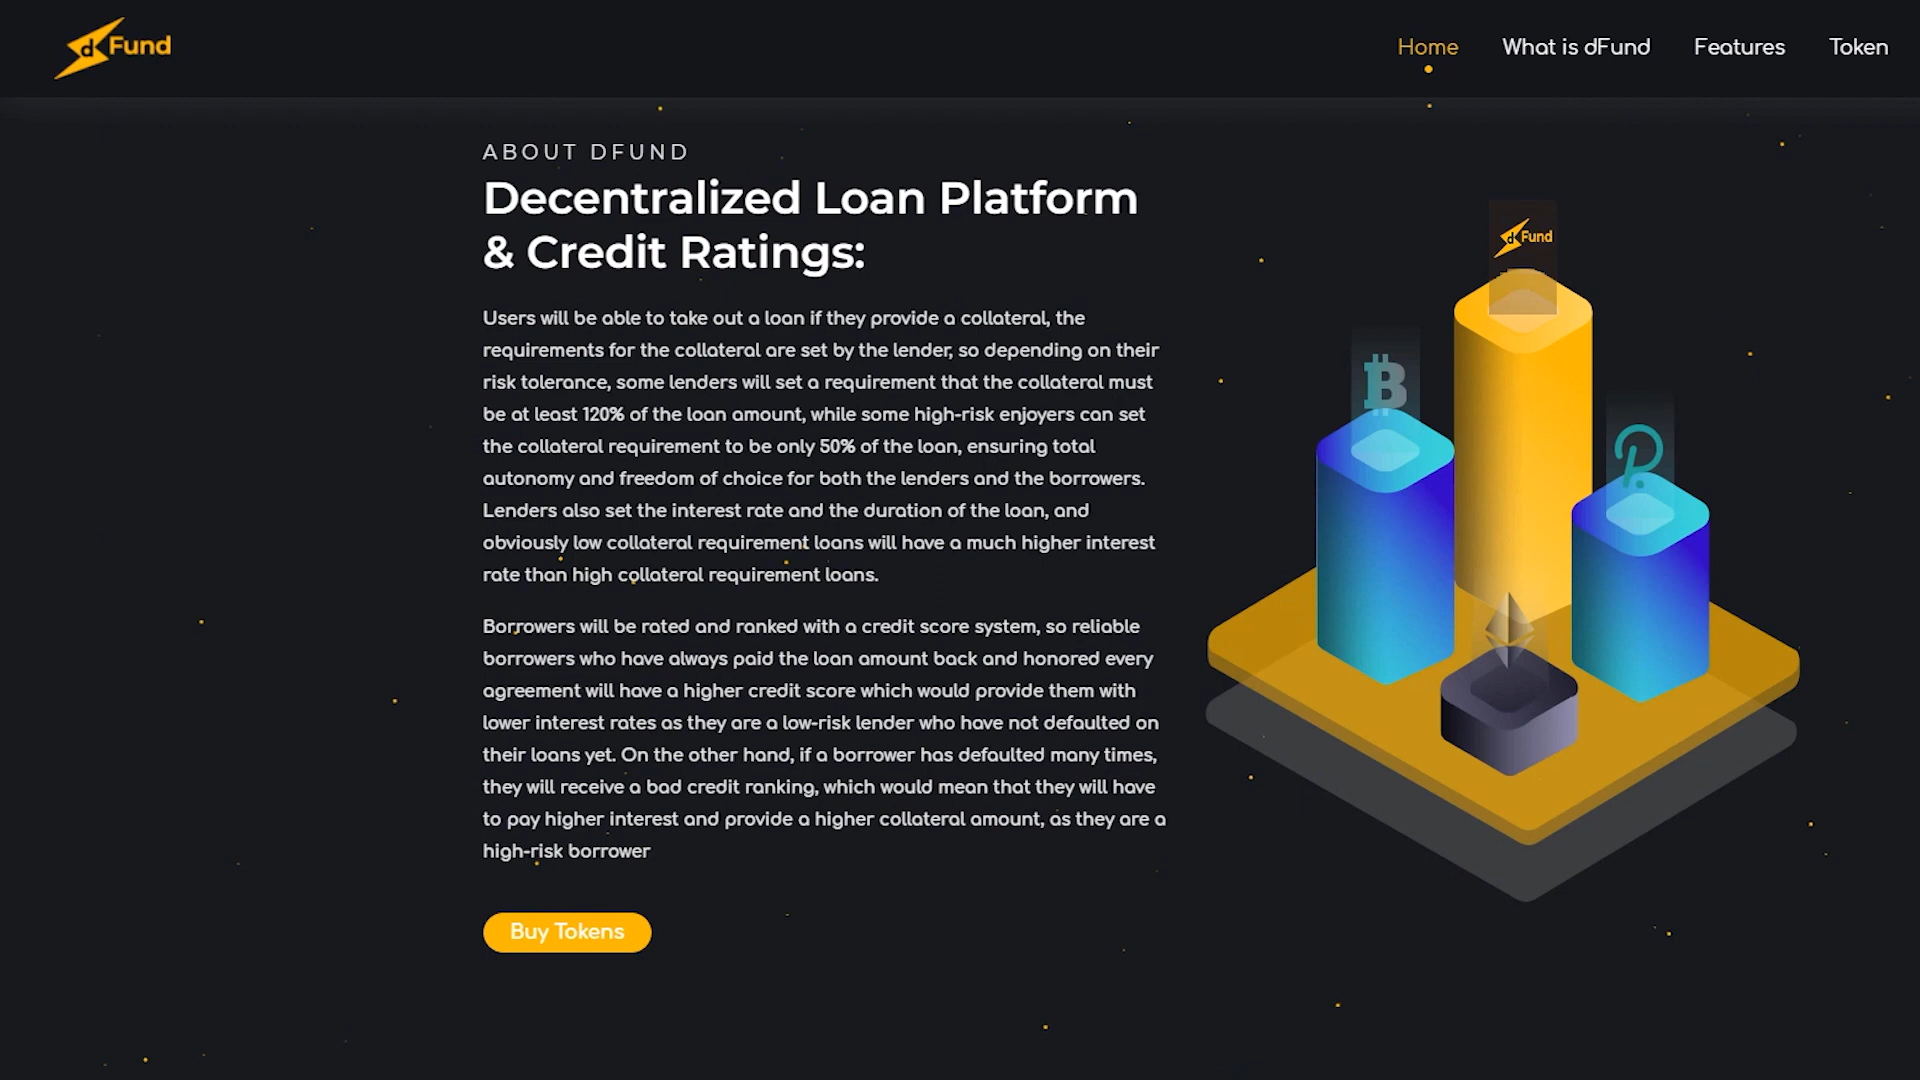 dFund
Home What is dFund Features Token
ABOUT DFUND
Decentralized Loan Platform
& Credit Ratings:
Users will be able to take out a loan if they provide a collateral, the
requirements for the collateral are set by the lender, so depending on their
risk tolerance, some lenders will set a requirement that the collateral must
be at least 120% of the loan amount, while some high-risk enjoyers can set
the collateral requirement to be only 50% of the loan, ensuring total
autonomy and freedom of choice for both the lenders and the borrowers.
Lenders also set the interest rate and the duration of the loan, and
obviously low collateral requirement loans will have a much higher interest
rate than high collateral requirement loans.
Borrowers will be rated and ranked with a credit score system, so reliable
borrowers who have always paid the loan amount back and honored every
agreement will have a higher credit score which would provide them with
lower interest rates as they are a low-risk lender who have not defaulted on
their loans yet. On the other hand, if a borrower has defaulted many times,
they will receive a bad credit ranking, which would mean that they will have
to pay higher interest and provide a higher collateral amount, as they are a
high-risk borrower
Buy Tokens
dFund